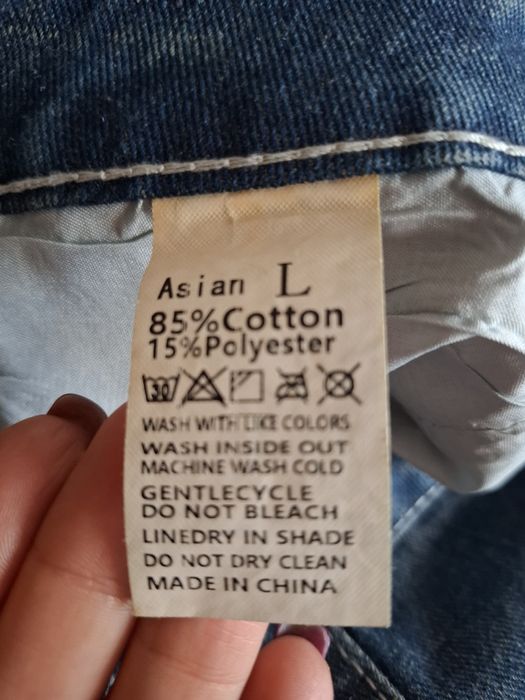 Asian L
85%Cotton
15%Polyester
30
WASH WITH LIKE COLORS
WASH INSIDE OUT
MACHINE WASH COLD
GENTLECYCLE
DO NOT BLEACH
LINEDRY IN SHADE
DO NOT DRY CLEAN
MADE IN CHINA